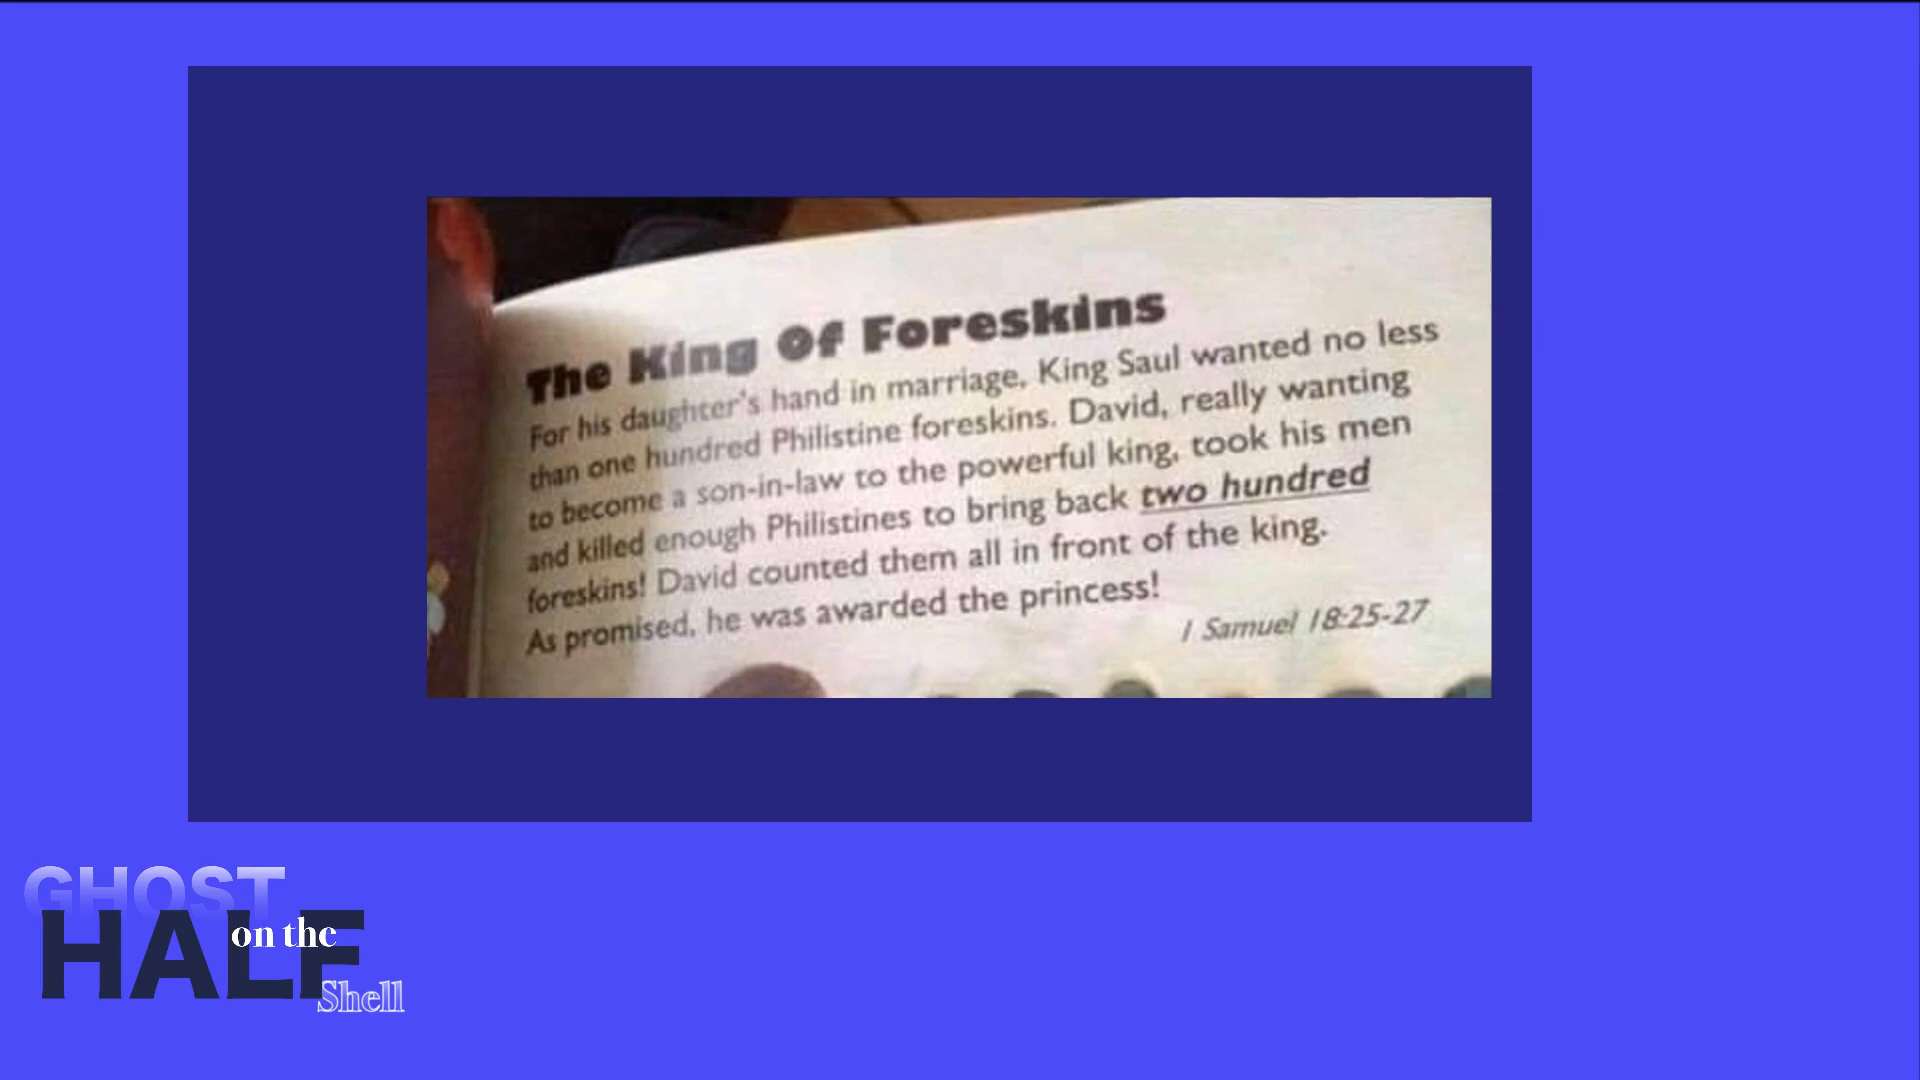 The King Of Foreskins
For his daughter's hand in marriage, King Saul wanted no less
than one hundred Philistine foreskins. David, really wanting
to become a son-in-law to the powerful king, took his men
and killed enough Philistines to bring back two hundred
foreskins! David counted them all in front of the king.
As promised, he was awarded the princess!
1 Samuel 18:25-27
GHOST
HALF
on the
Shell